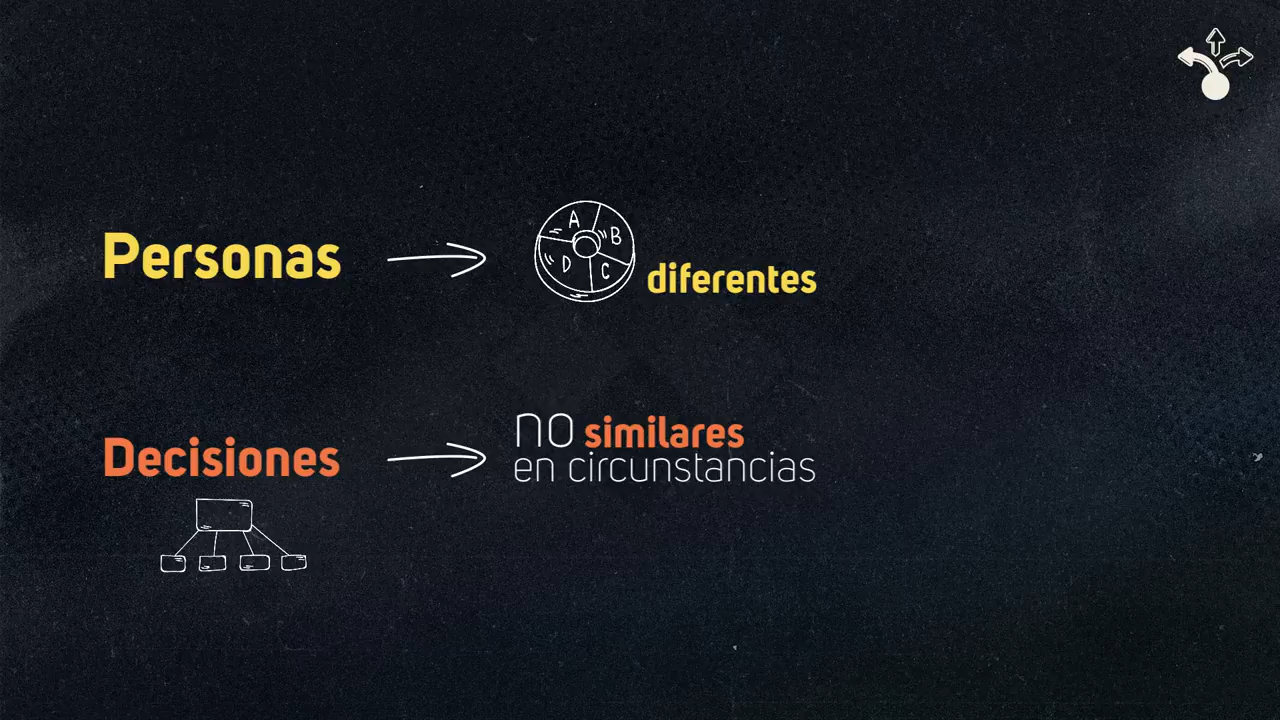 Personas
A
B
D
C
diferentes
Decisiones
no similares
en circunstancias